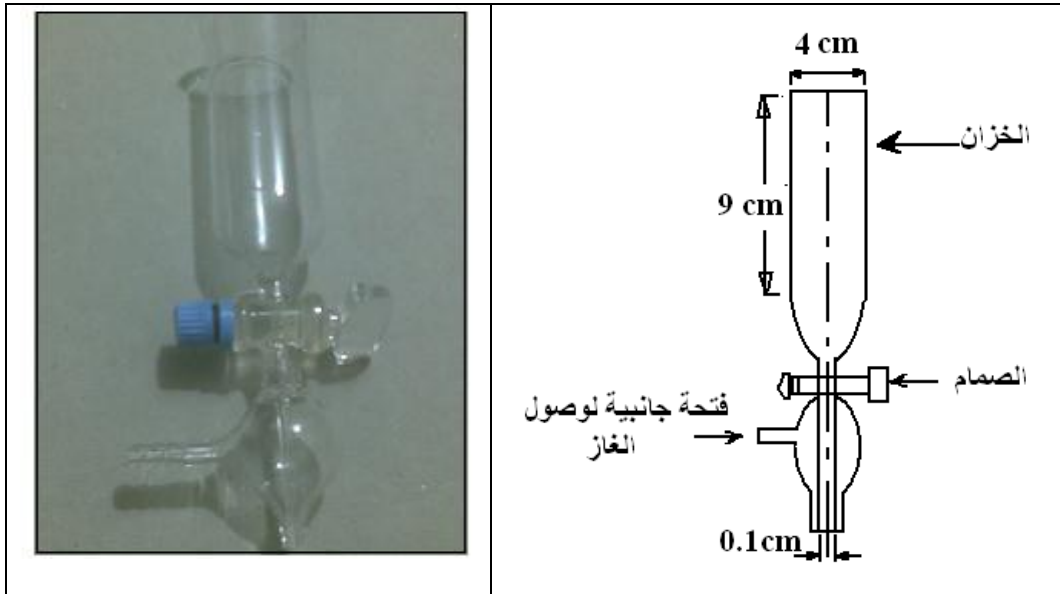 4 cm
الخزان
9 cm
الصمام
فتحة جانبية لوصول
الغاز
0.1cm